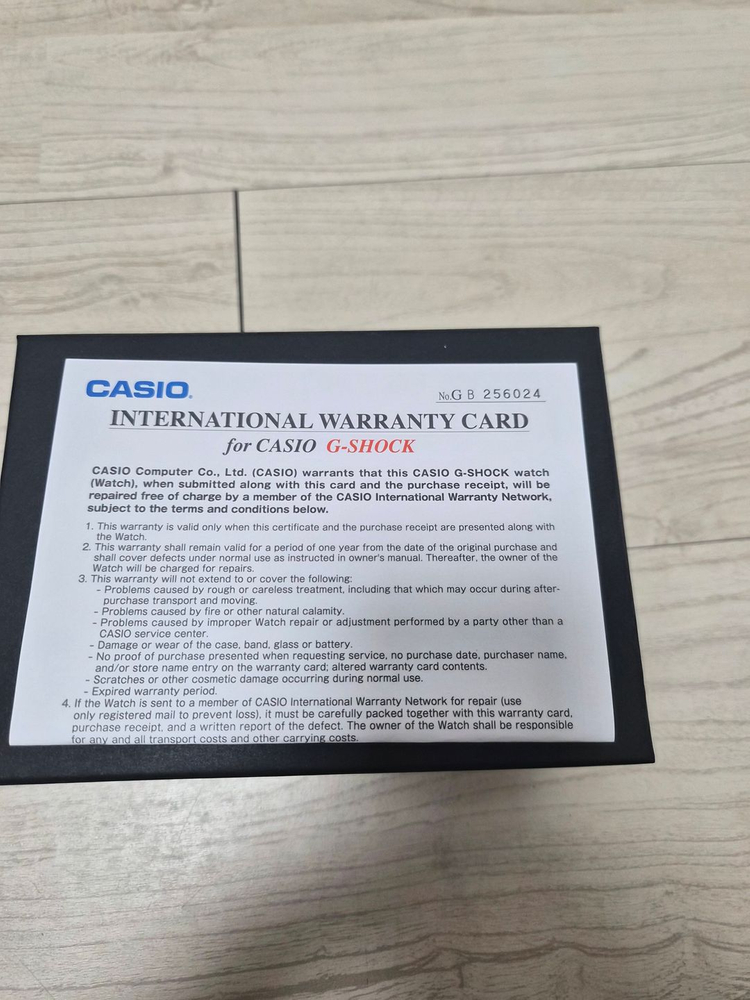 CASIO.
No.G B 256024
INTERNATIONAL WARRANTY CARD
for CASIO G-SHOCK
CASIO Computer Co., Ltd. (CASIO) warrants that this CASIO G-SHOCK watch
(Watch), when submitted along with this card and the purchase receipt, will be
repaired free of charge by a member of the CASIO International Warranty Network,
subject to the terms and conditions below.
1. This warranty is valid only when this certificate and the purchase receipt are presented along with
the Watch.
2. This warranty shall remain valid for a period of one year from the date of the original purchase and
shall cover defects under normal use as instructed in owner's manual. Thereafter, the owner of the
Watch will be charged for repairs.
3. This warranty will not extend to or cover the following:
- Problems caused by rough or careless treatment, including that which may occur during after-
purchase transport and moving.
- Problems caused by fire or other natural calamity.
- Problems caused by improper Watch repair or adjustment performed by a party other than a
CASIO service center.
- Damage or wear of the case, band, glass or battery.
- No proof of purchase presented when requesting service, no purchase date, purchaser name,
and/or store name entry on the warranty card; altered warranty card contents.
- Scratches or other cosmetic damage occurring during normal use.
- Expired warranty period.
4. If the Watch is sent to a member of CASIO International Warranty Network for repair (use
only registered mail to prevent loss), it must be carefully packed together with this warranty card,
purchase receipt, and a written report of the defect. The owner of the Watch shall be responsible
for any and all transport costs and other carrying costs.